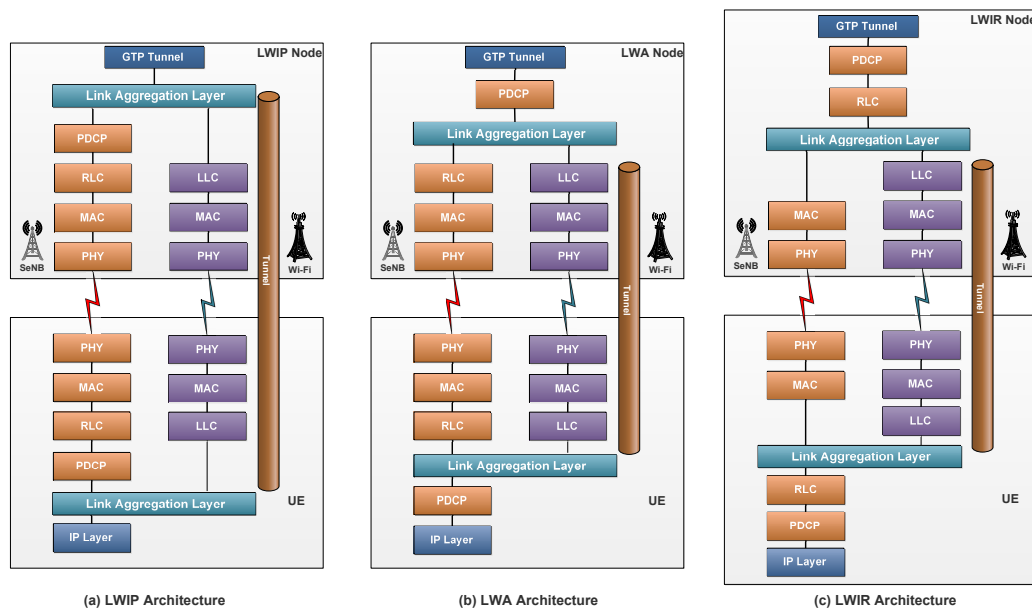 LWIP Node
GTP Tunnel
Link Aggregation Layer
PDCP
RLC
LLC
MAC
MAC
PHY
PHY
SeNB
Wi-Fi
Tunnel
PHY
PHY
MAC
MAC
RLC
LLC
PDCP
Link Aggregation Layer
UE
IP Layer
(a) LWIP Architecture
LWA Node
GTP Tunnel
PDCP
Link Aggregation Layer
RLC
LLC
MAC
MAC
PHY
PHY
SeNB
Wi-Fi
Tunnel
PHY
PHY
MAC
MAC
RLC
LLC
Link Aggregation Layer
PDCP
UE
IP Layer
(b) LWA Architecture
LWIR Node
GTP Tunnel
PDCP
RLC
Link Aggregation Layer
LLC
MAC
MAC
PHY
PHY
SeNB
Wi-Fi
Tunnel
PHY
PHY
MAC
MAC
LLC
Link Aggregation Layer
RLC
UE
PDCP
IP Layer
(c) LWIR Architecture